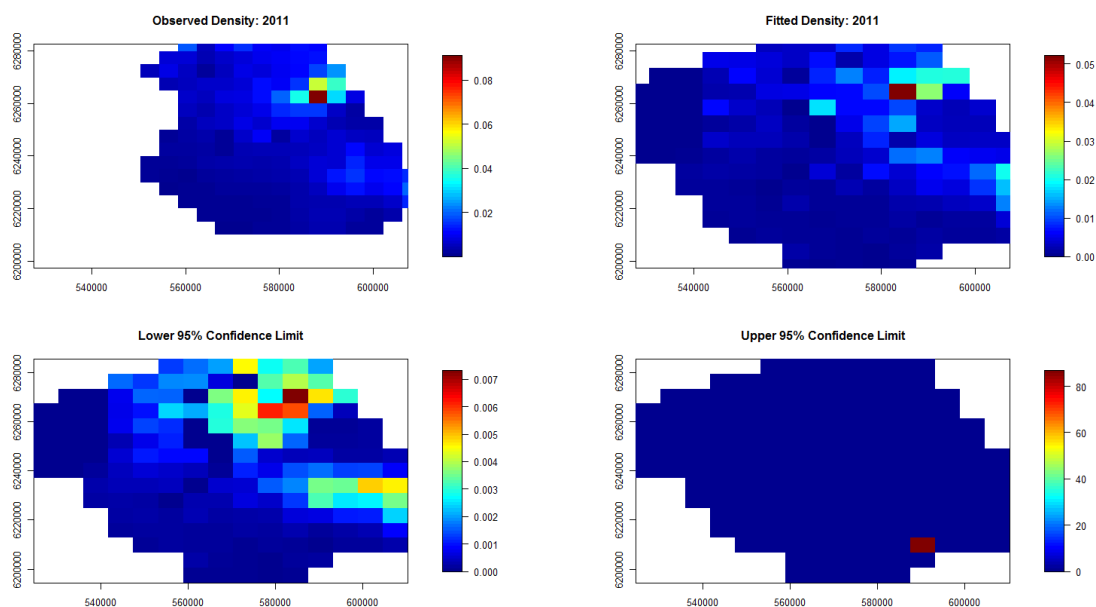 Observed Density: 2011
6200000 6220000 6240000 6260000 6280000
540000 560000 580000 600000
0.08
0.06
0.04
0.02
Fitted Density: 2011
6200000 6220000 6240000 6260000 6280000
540000 560000 580000 600000
0.05
0.04
0.03
0.02
0.01
0.00
Lower 95% Confidence Limit
6200000 6220000 6240000 6260000 6280000
540000 560000 580000 600000
0.007
0.006
0.005
0.004
0.003
0.002
0.001
0.000
Upper 95% Confidence Limit
6200000 6220000 6240000 6260000 6280000
540000 560000 580000 600000
80
60
40
20
0